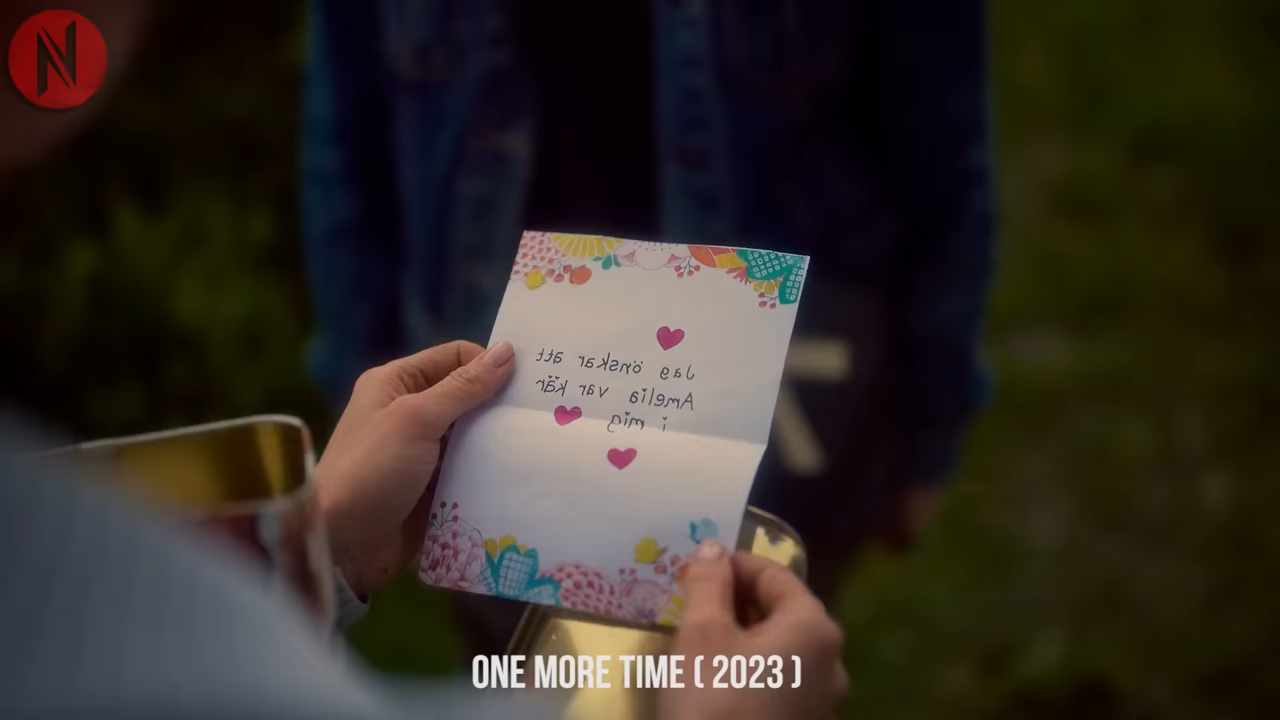 N
Jag önskar att
Amelia var kär
i mig
ONE MORE TIME ( 2023 )